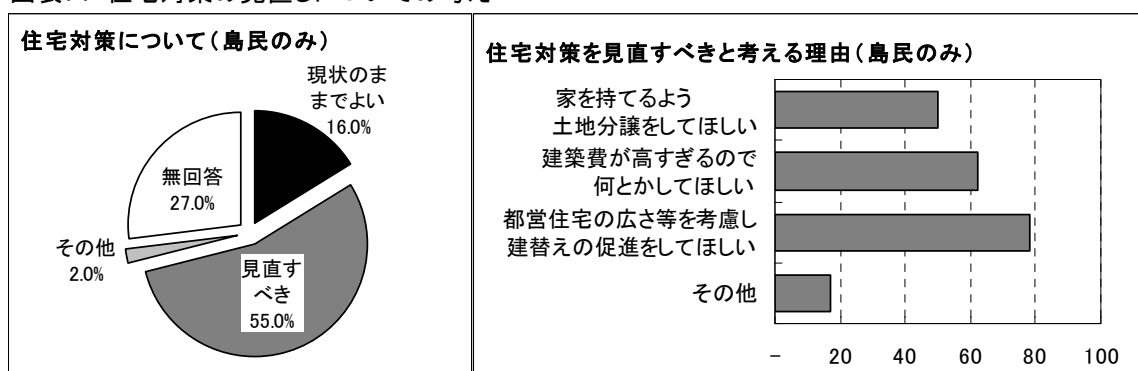 住宅対策について(島民のみ)
現状のま
までよい
16.0%
無回答
27.0%
その他
2.0%
見直す
べき
55.0%
住宅対策を見直すべきと考える理由(島民のみ)
家を持てるよう
土地分譲をしてほしい
建築費が高すぎるので
何とかしてほしい
都営住宅の広さ等を考慮し
建替えの促進をしてほしい
その他
- 20 40 60 80 100